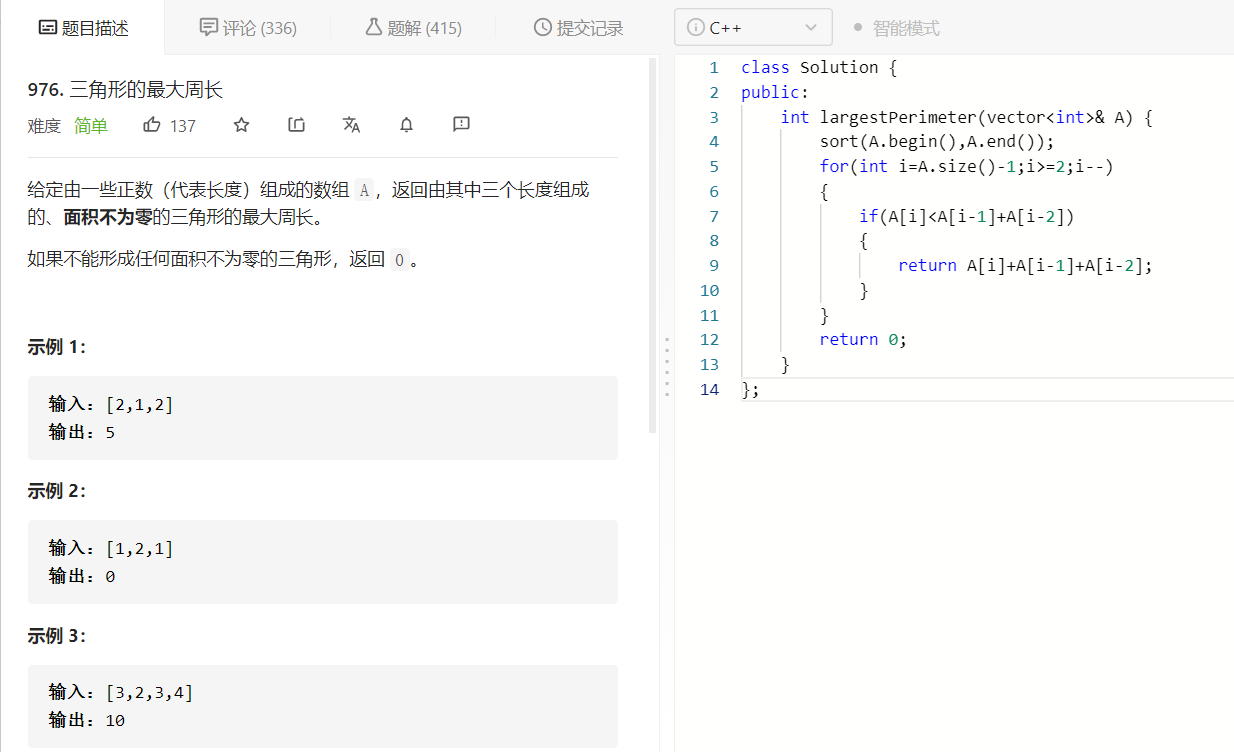 题目描述 评论 (336) 题解 (415) 提交记录
976. 三角形的最大周长
难度 简单 137
给定由一些正数（代表长度）组成的数组 A，返回由其中三个长度组成
的、面积不为零的三角形的最大周长。
如果不能形成任何面积不为零的三角形，返回 0。
示例 1：
输入：[2,1,2]
输出：5
示例 2：
输入：[1,2,1]
输出：0
示例 3：
输入：[3,2,3,4]
输出：10
C++ 智能模式
1 class Solution {
2 public:
3     int largestPerimeter(vector<int>& A) {
4         sort(A.begin(),A.end());
5         for(int i=A.size()-1;i>=2;i--)
6         {
7             if(A[i]<A[i-1]+A[i-2])
8             {
9                 return A[i]+A[i-1]+A[i-2];
10             }
11         }
12         return 0;
13     }
14 };